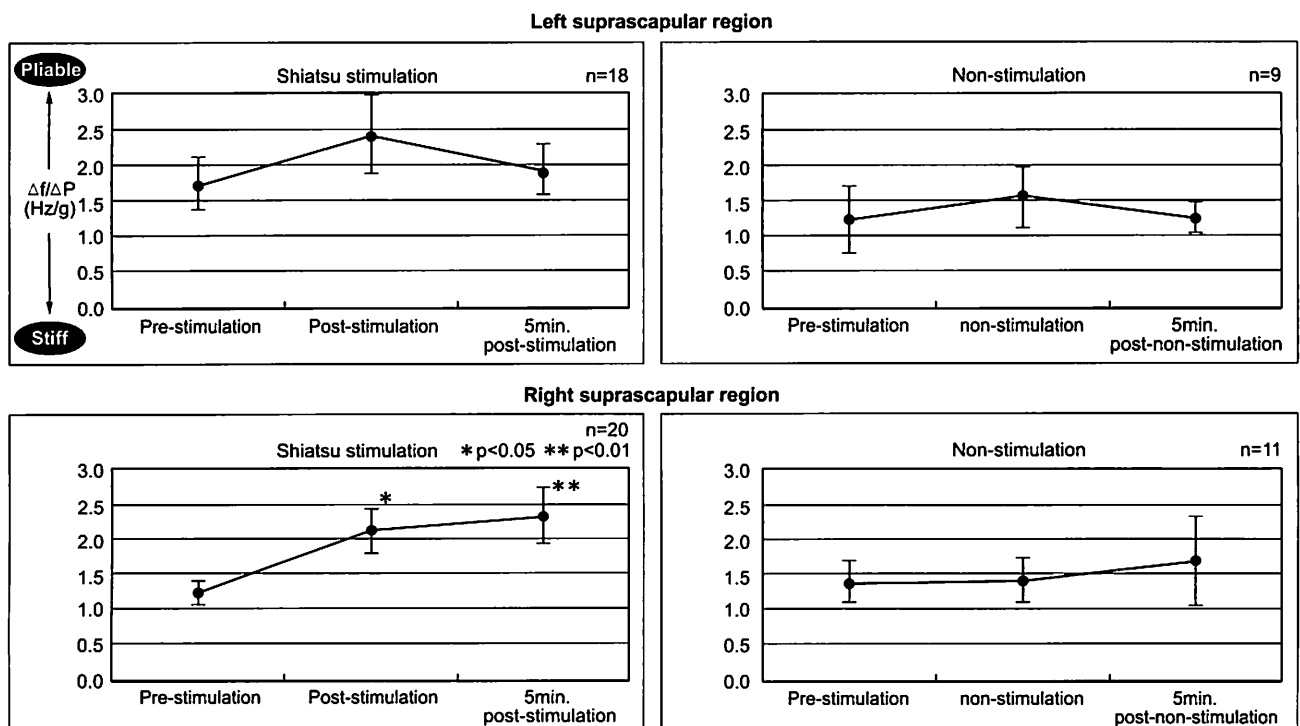 Left suprascapular region
Pliable
Shiatsu stimulation
n=18
3.0
2.5
2.0
Δf/ΔP
(Hz/g)
1.5
1.0
0.5
0.0
Stiff
Pre-stimulation
Post-stimulation
5min.
post-stimulation
Non-stimulation
n=9
3.0
2.5
2.0
1.5
1.0
0.5
0.0
Pre-stimulation
non-stimulation
5min.
post-non-stimulation
Right suprascapular region
n=20
Shiatsu stimulation *p<0.05 **p<0.01
3.0
2.5
2.0
1.5
1.0
0.5
0.0
*
**
Pre-stimulation
Post-stimulation
5min.
post-stimulation
Non-stimulation
n=11
3.0
2.5
2.0
1.5
1.0
0.5
0.0
Pre-stimulation
non-stimulation
5min.
post-non-stimulation